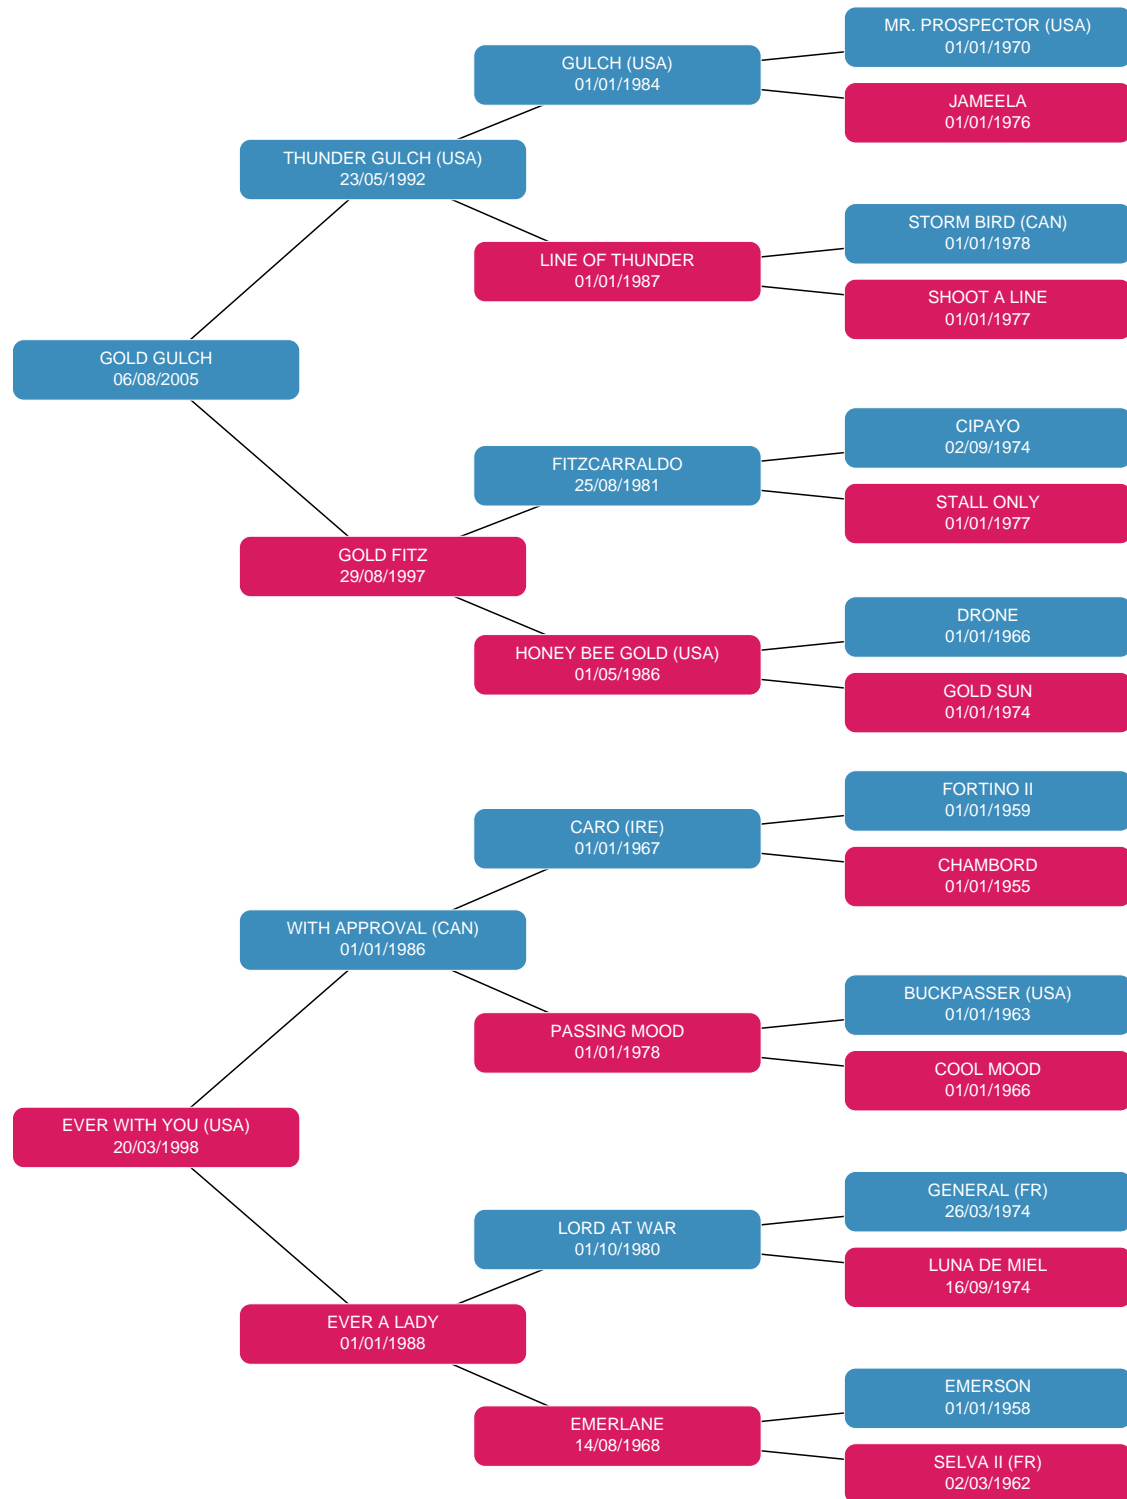 MR. PROSPECTOR (USA)
01/01/1970
GULCH (USA)
01/01/1984
JAMEELA
01/01/1976
THUNDER GULCH (USA)
23/05/1992
STORM BIRD (CAN)
01/01/1978
LINE OF THUNDER
01/01/1987
SHOOT A LINE
01/01/1977
GOLD GULCH
06/08/2005
CIPAYO
02/09/1974
FITZCARRALDO
25/08/1981
STALL ONLY
01/01/1977
GOLD FITZ
29/08/1997
DRONE
01/01/1966
HONEY BEE GOLD (USA)
01/05/1986
GOLD SUN
01/01/1974
FORTINO II
01/01/1959
CARO (IRE)
01/01/1967
CHAMBORD
01/01/1955
WITH APPROVAL (CAN)
01/01/1986
BUCKPASSER (USA)
01/01/1963
PASSING MOOD
01/01/1978
COOL MOOD
01/01/1966
EVER WITH YOU (USA)
20/03/1998
GENERAL (FR)
26/03/1974
LORD AT WAR
01/10/1980
LUNA DE MIEL
16/09/1974
EVER A LADY
01/01/1988
EMERSON
01/01/1958
EMERLANE
14/08/1968
SELVA II (FR)
02/03/1962